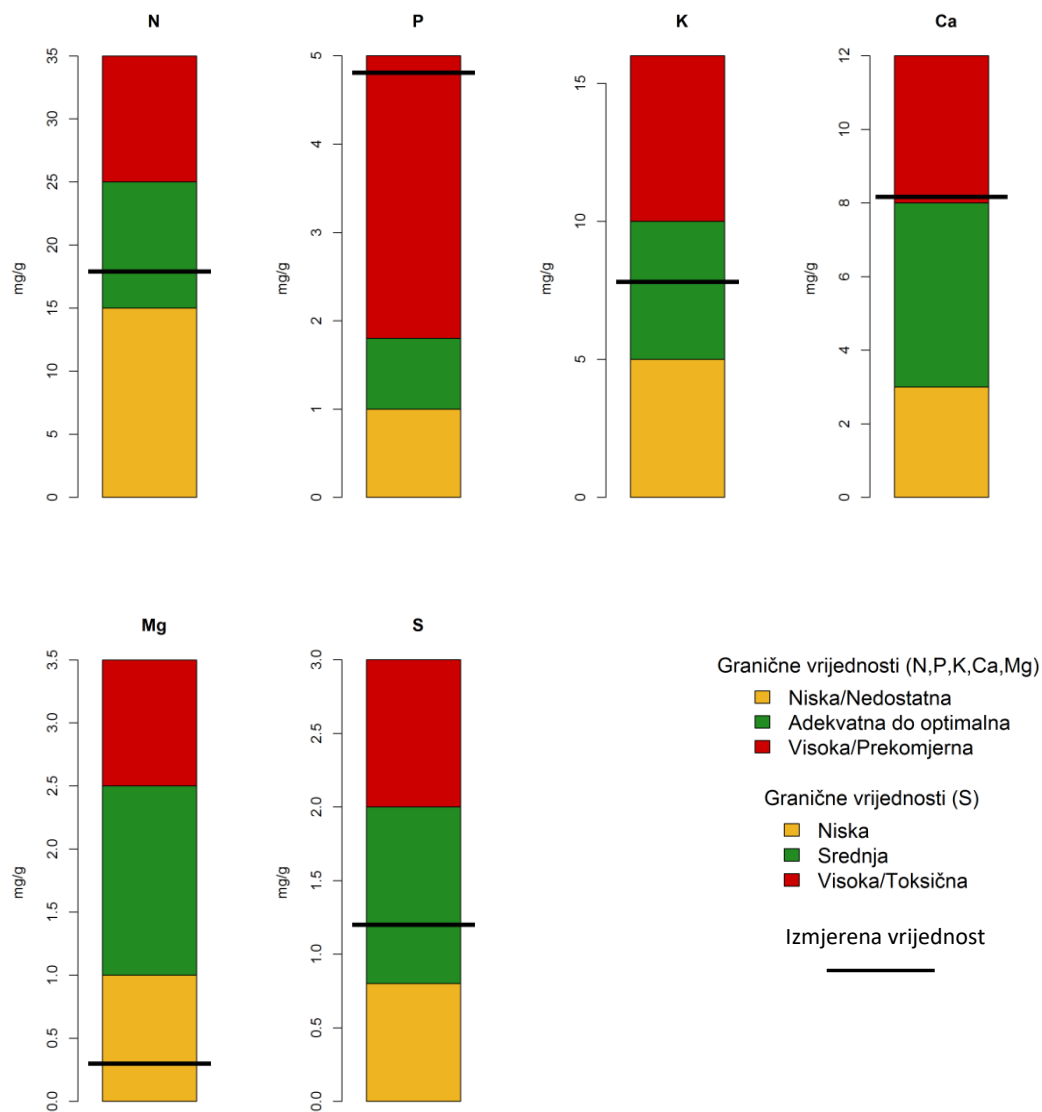 N
P
K
Ca
mg/g
0
5
10
15
20
25
30
35
mg/g
0
1
2
3
4
5
mg/g
0
5
10
15
mg/g
0
2
4
6
8
10
12
Mg
S
mg/g
0.0
0.5
1.0
1.5
2.0
2.5
3.0
3.5
mg/g
0.0
0.5
1.0
1.5
2.0
2.5
3.0
Granične vrijednosti (N,P,K,Ca,Mg)
Niska/Nedostatna
Adekvatna do optimalna
Visoka/Prekomjerna
Granične vrijednosti (S)
Niska
Srednja
Visoka/Toksična
Izmjerena vrijednost